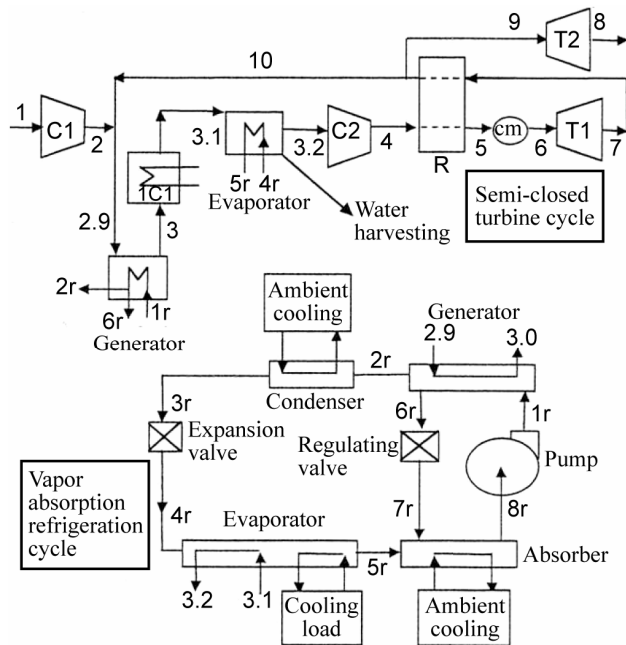 9
T2
8
10
1
C1
2
3.1
C2
3.2
4
R
5
cm
6
T1
7
5r
4r
1C1
Evaporator
Water
harvesting
Semi-closed
turbine cycle
2.9
3
2r
6r
1r
Generator
Ambient
cooling
Generator
2.9
3.0
2r
Condenser
3r
6r
1r
Expansion
valve
Regulating
valve
Pump
Vapor
absorption
refrigeration
cycle
4r
7r
8r
Evaporator
5r
Absorber
3.2
3.1
Cooling
load
Ambient
cooling